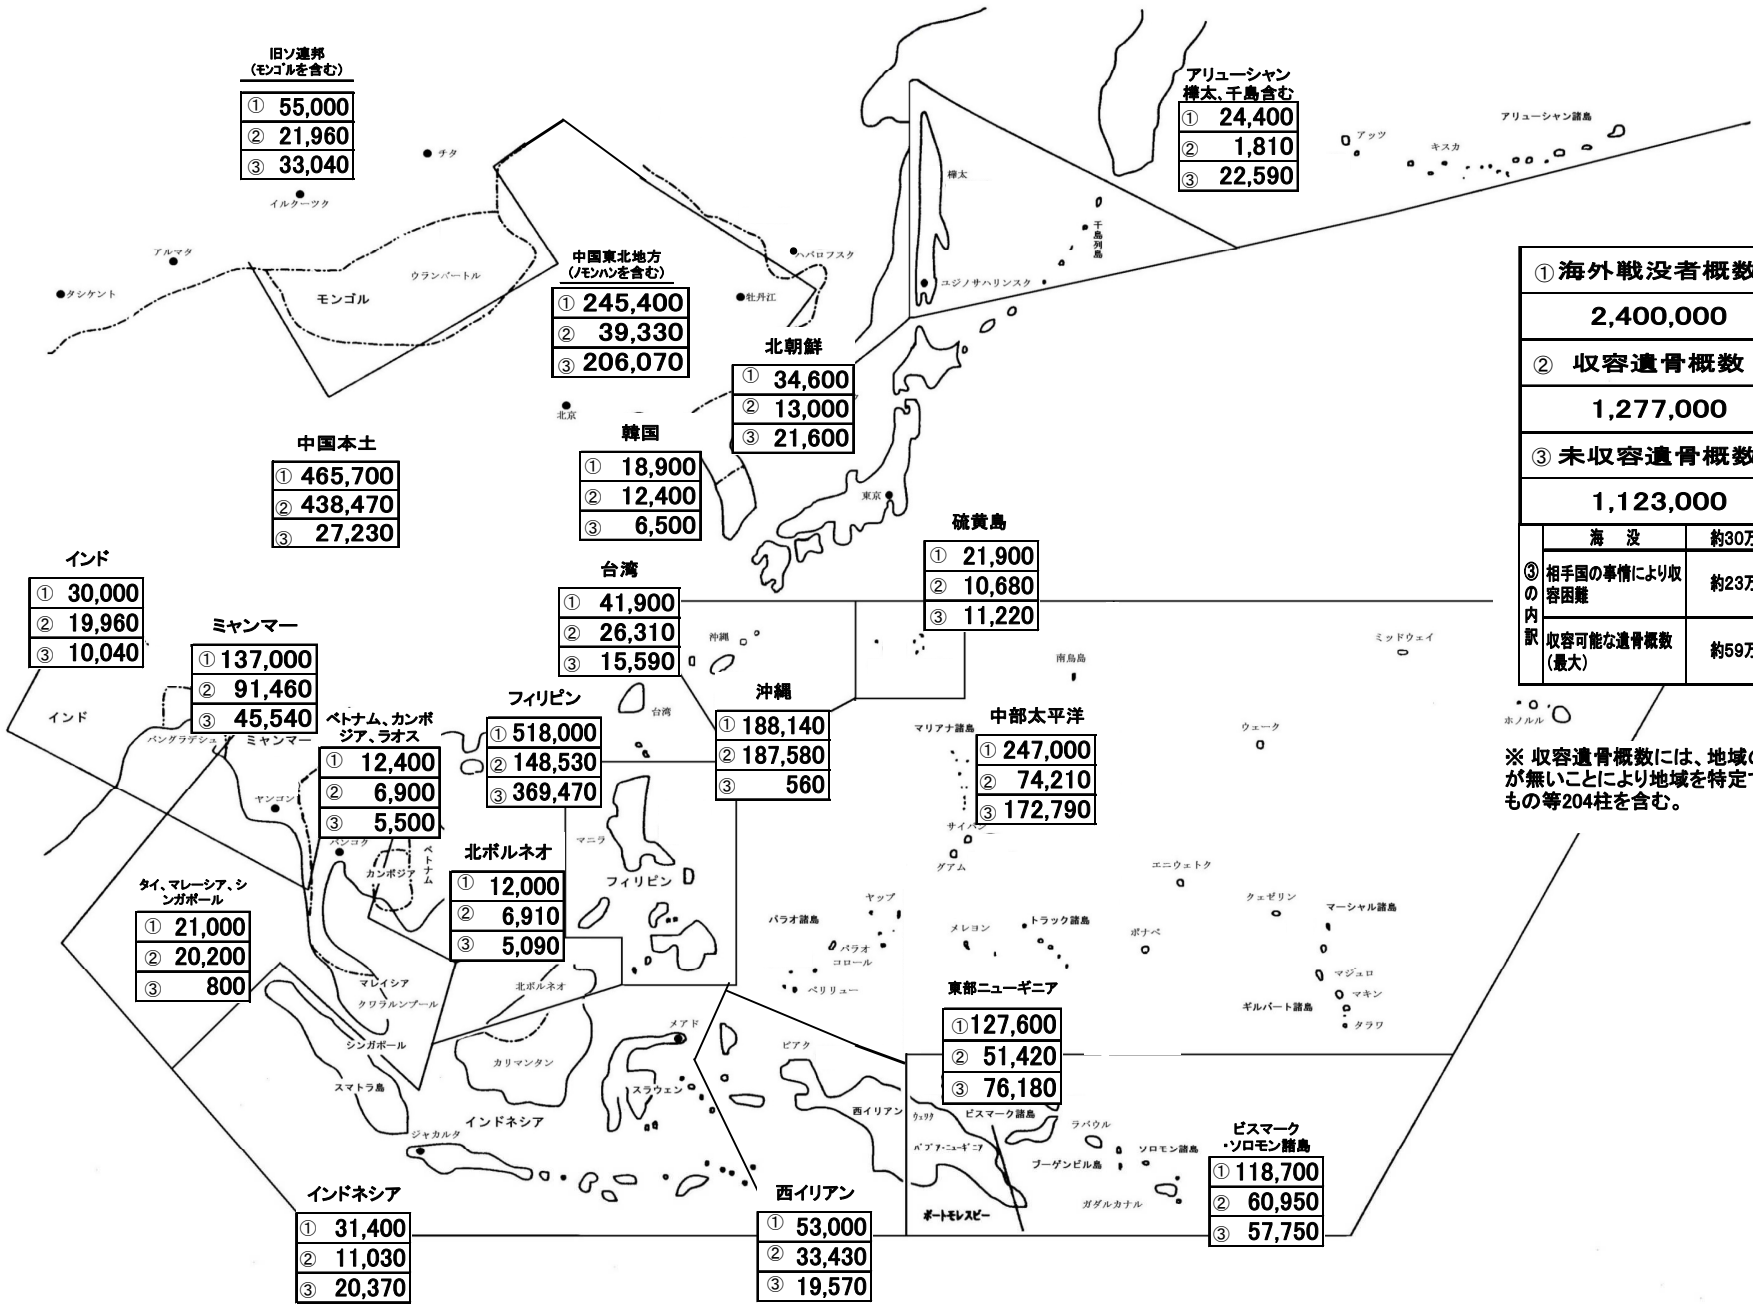 旧ソ連邦
(モンゴルを含む)
① 55,000
② 21,960
③ 33,040
アリューシャン
樺太、千島含む
① 24,400
② 1,810
③ 22,590
アリューシャン諸島
アッツ
キスカ
チタ
イルクーツク
アルマタ
タシケント
ウランバートル
モンゴル
樺太
千島列島
ハバロフスク
ユジノサハリンスク
牡丹江
中国東北地方
(ノモンハンを含む)
① 245,400
② 39,330
③ 206,070
北朝鮮
① 34,600
② 13,000
③ 21,600
北京
中国本土
① 465,700
② 438,470
③ 27,230
韓国
① 18,900
② 12,400
③ 6,500
東京
硫黄島
① 21,900
② 10,680
③ 11,220
① 海外戦没者概数
2,400,000
② 収容遺骨概数
1,277,000
③ 未収容遺骨概数
1,123,000
③の内訳
海 没
約30万
相手国の事情により収
容困難
約23万
収容可能な遺骨概数
(最大)
約59万
インド
① 30,000
② 19,960
③ 10,040
ミャンマー
① 137,000
② 91,460
③ 45,540
台湾
① 41,900
② 26,310
③ 15,590
沖縄
南鳥島
ミッドウェイ
ホノルル
※ 収容遺骨概数には、地域の
が無いことにより地域を特定で
もの等204柱を含む。
インド
バングラデシュ
ミャンマー
ヤンゴン
ベトナム、カンボ
ジア、ラオス
① 12,400
② 6,900
③ 5,500
バンコク
カンボジア
ベトナム
フィリピン
① 518,000
② 148,530
③ 369,470
台湾
沖縄
① 188,140
② 187,580
③ 560
マリアナ諸島
中部太平洋
① 247,000
② 74,210
③ 172,790
ウェーク
サイパン
グアム
マニラ
フィリピン
北ボルネオ
① 12,000
② 6,910
③ 5,090
タイ、マレーシア、シ
ンガポール
① 21,000
② 20,200
③ 800
エニウェトク
クェゼリン
マーシャル諸島
ヤップ
パラオ諸島
パラオ
コロール
ペリリュー
メレヨン
トラック諸島
ポナペ
マジュロ
マキン
ギルバート諸島
タラワ
マレイシア
クワラルンプール
シンガポール
北ボルネオ
カリマンタン
メアド
スラウェシ
スマトラ島
インドネシア
ジャカルタ
ビアク
西イリアン
東部ニューギニア
① 127,600
② 51,420
③ 76,180
ウェワク
パプア・ニューギニア
ビスマーク諸島
ラバウル
ブーゲンビル島
ソロモン諸島
ガダルカナル
ポートモレスビー
ビスマーク
・ソロモン諸島
① 118,700
② 60,950
③ 57,750
インドネシア
① 31,400
② 11,030
③ 20,370
西イリアン
① 53,000
② 33,430
③ 19,570